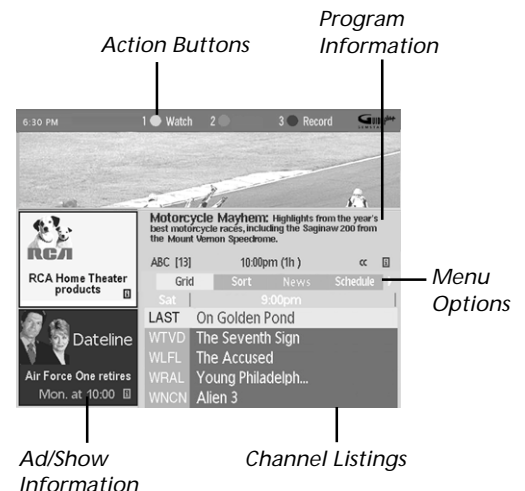 Program
Information
Action Buttons
6:30 PM
1 Watch 2 3 Record
Motorcycle Mayhem: Highlights from the year's
best motorcycle races, including the Saginaw 200 from
the Mount Vernon Speedrome.
RCA
RCA Home Theater
products
ABC [13] 10:00pm (1h ) cc
Grid Sort News Schedule
Sat 9:00pm
LAST On Golden Pond
WTVD The Seventh Sign
WLFL The Accused
WRAL Young Philadelph...
WNCN Alien 3
Dateline
Air Force One retires
Mon. at 10:00
Menu
Options
Ad/Show
Information
Channel Listings